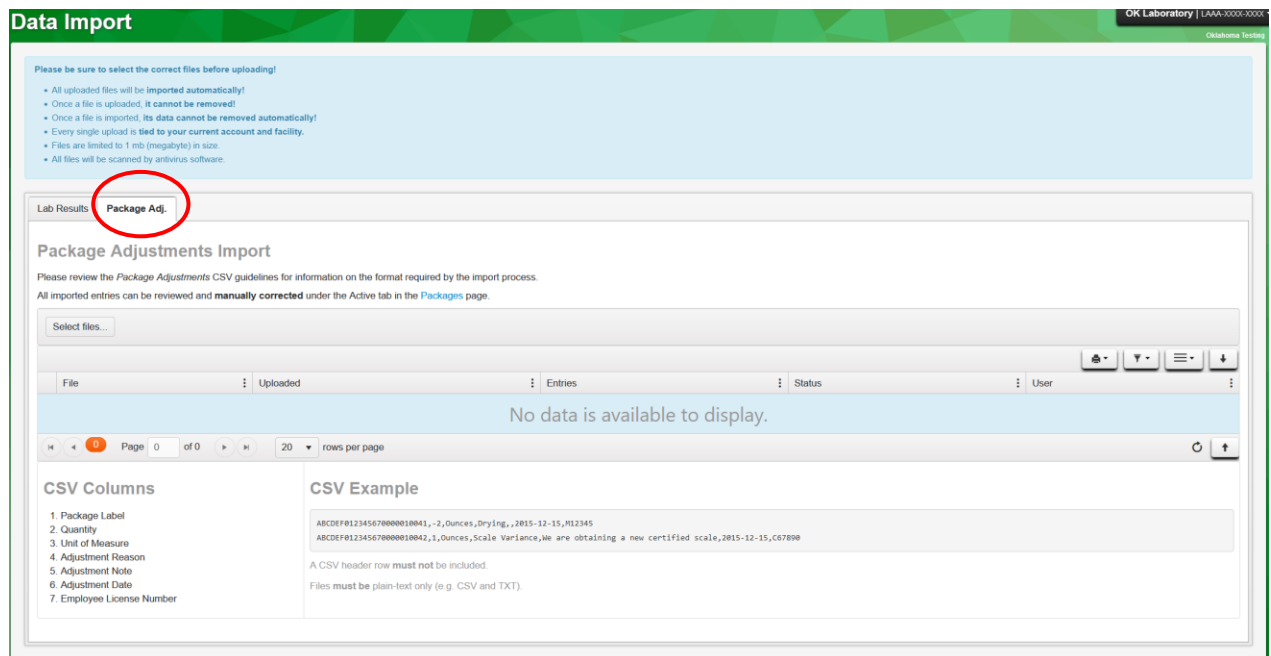 Data Import
OK Laboratory | LAAA-XXXX-XXXX
Oklahoma Testing
Please be sure to select the correct files before uploading!
• All uploaded files will be imported automatically!
• Once a file is uploaded, it cannot be removed!
• Once a file is imported, its data cannot be removed automatically!
• Every single upload is tied to your current account and facility.
• Files are limited to 1 mb (megabyte) in size.
• All files will be scanned by antivirus software.
Lab Results Package Adj.
Package Adjustments Import
Please review the Package Adjustments CSV guidelines for information on the format required by the import process.
All imported entries can be reviewed and manually corrected under the Active tab in the Packages page.
Select files...
File Uploaded Entries Status User
No data is available to display.
0 Page 0 of 0 20 rows per page
CSV Columns
1. Package Label
2. Quantity
3. Unit of Measure
4. Adjustment Reason
5. Adjustment Note
6. Adjustment Date
7. Employee License Number
CSV Example
ABCDEF012345670000010041,-2,Ounces,Drying,,2015-12-15,M12345
ABCDEF012345670000010042,1,Ounces,Scale Variance,We are obtaining a new certified scale,2015-12-15,C67890
A CSV header row must not be included.
Files must be plain-text only (e.g. CSV and TXT).